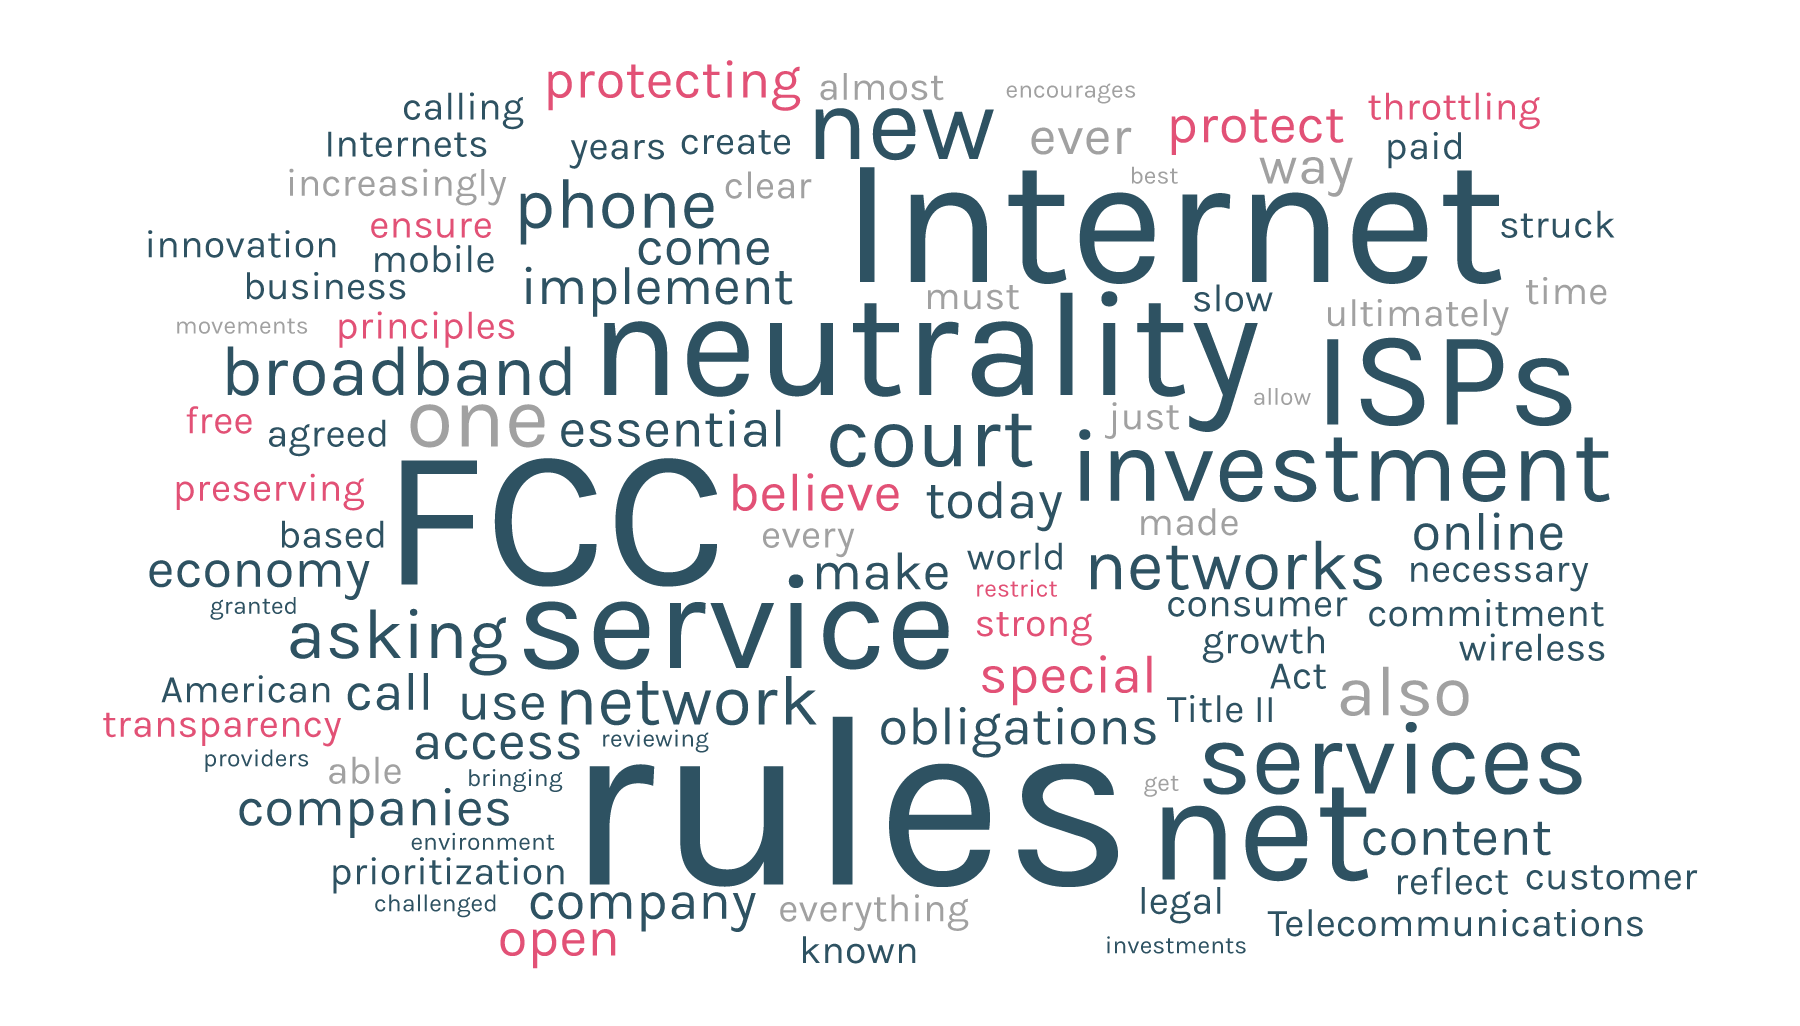 protecting
almost
encourages
calling
new
throttling
Internets
years
create
ever
protect
paid
increasingly
phone
clear
best
way
Internet
ensure
struck
innovation
mobile
come
business
implement
must
slow
time
movements
principles
neutrality
ultimately
broadband
ISPs
free
agreed
one
essential
court
just
allow
investment
preserving
FCC
believe
today
made
based
every
online
economy
make
world
networks
necessary
granted
restrict
consumer
commitment
asking
service
strong
growth
wireless
American
call
use
network
special
Act
also
transparency
access
reviewing
obligations
Title II
providers
able
bringing
rules
get
services
companies
net
content
environment
prioritization
reflect
customer
challenged
company
everything
legal
Telecommunications
open
known
investments